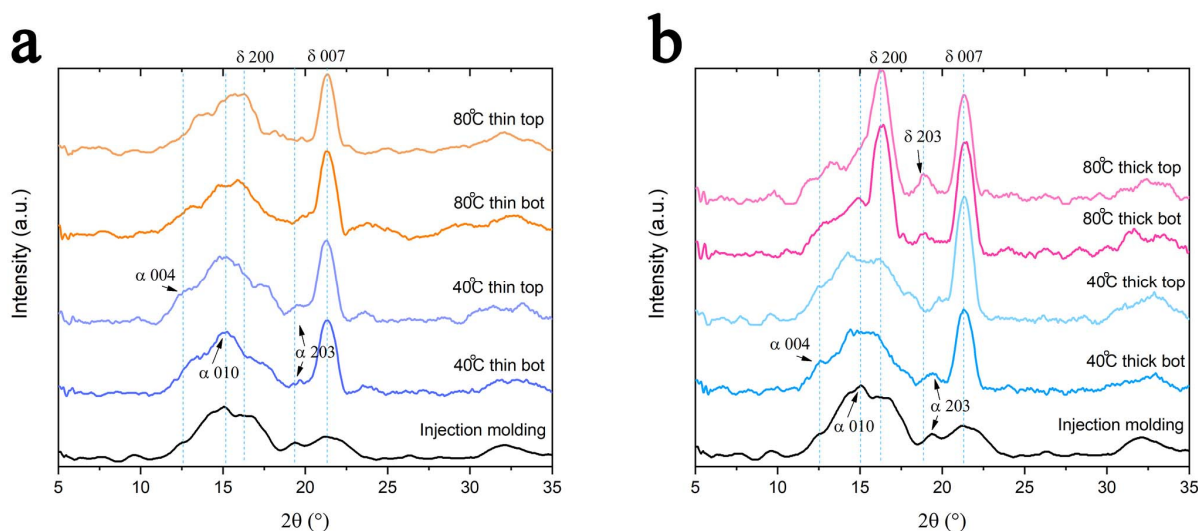 a
δ 200
δ 007
80°C thin top
80°C thin bot
α 004
40°C thin top
α 203
α 010
40°C thin bot
Injection molding
Intensity (a.u.)
5 10 15 20 25 30 35
2θ (°)
b
δ 200
δ 007
δ 203
80°C thick top
80°C thick bot
40°C thick top
α 004
40°C thick bot
α 203
α 010
Injection molding
Intensity (a.u.)
5 10 15 20 25 30 35
2θ (°)